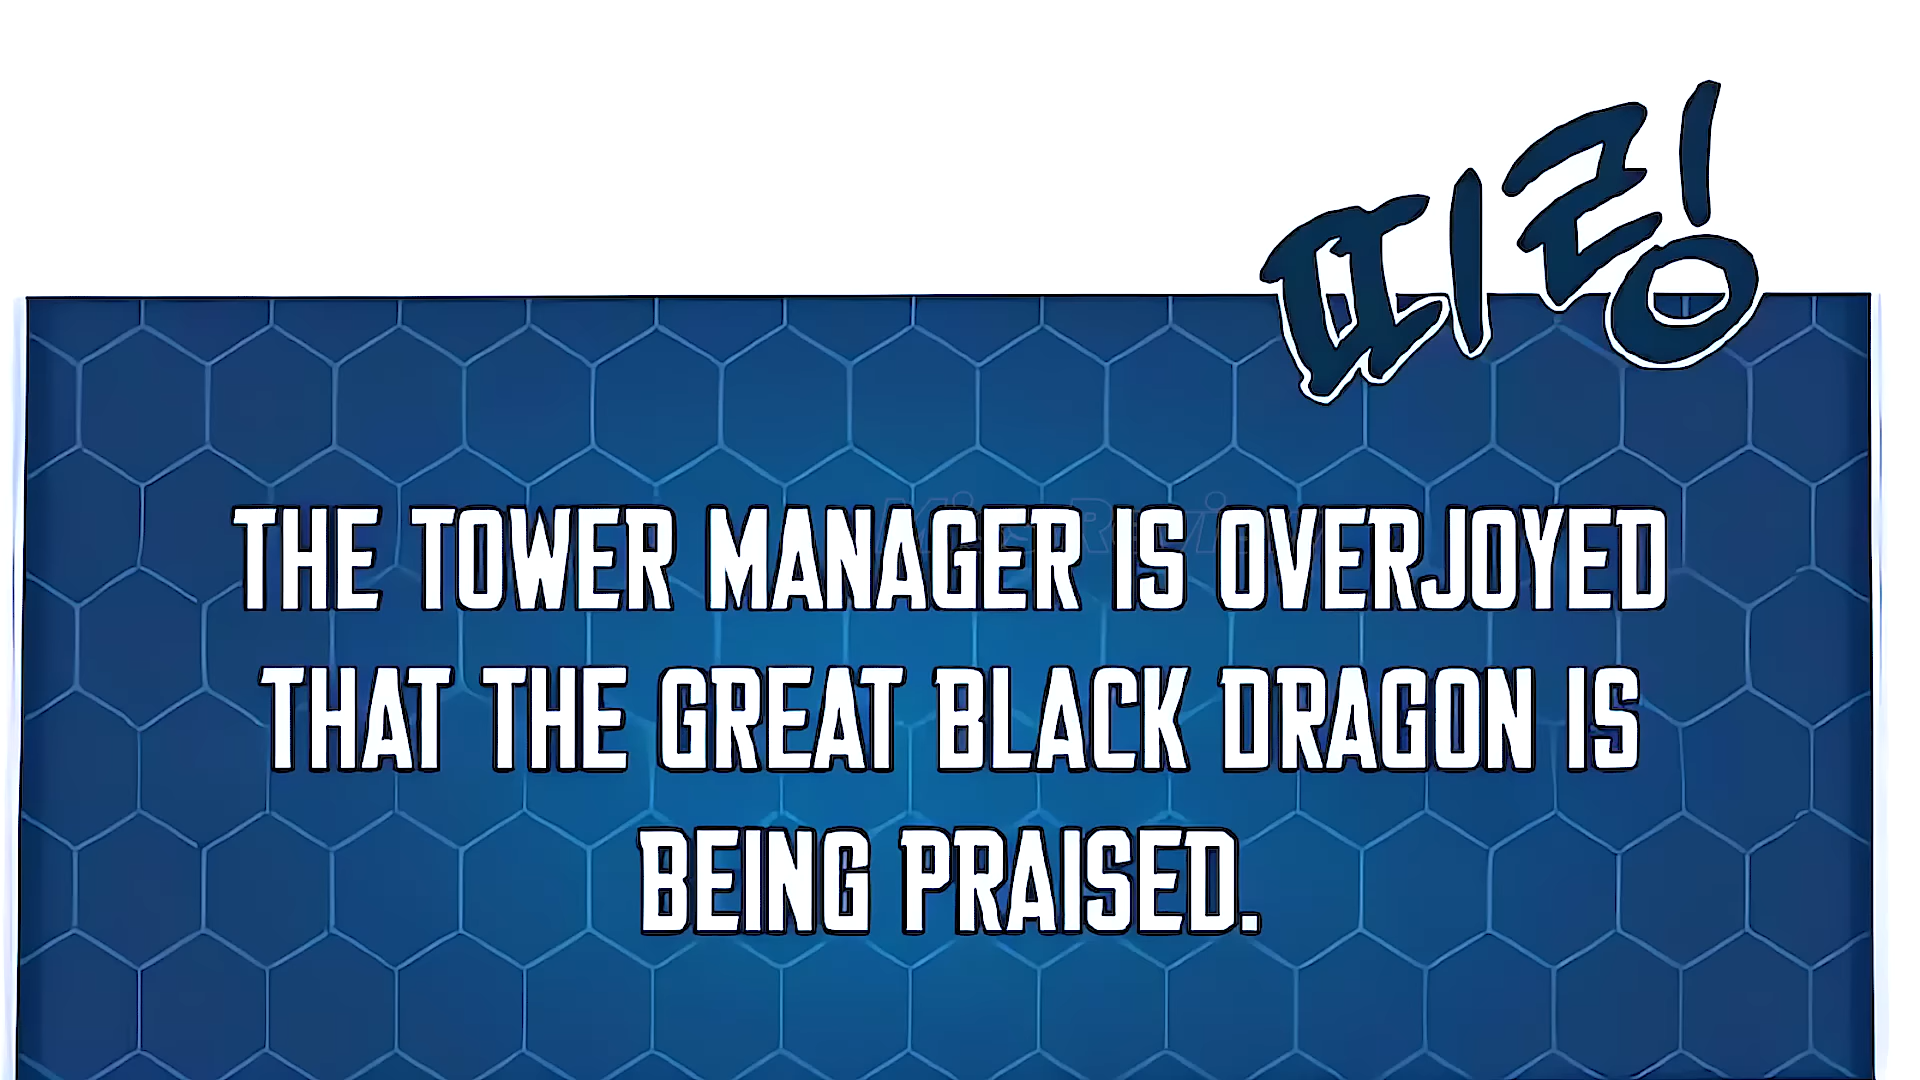 띠링
THE TOWER MANAGER IS OVERJOYED
THAT THE GREAT BLACK DRAGON IS
BEING PRAISED.